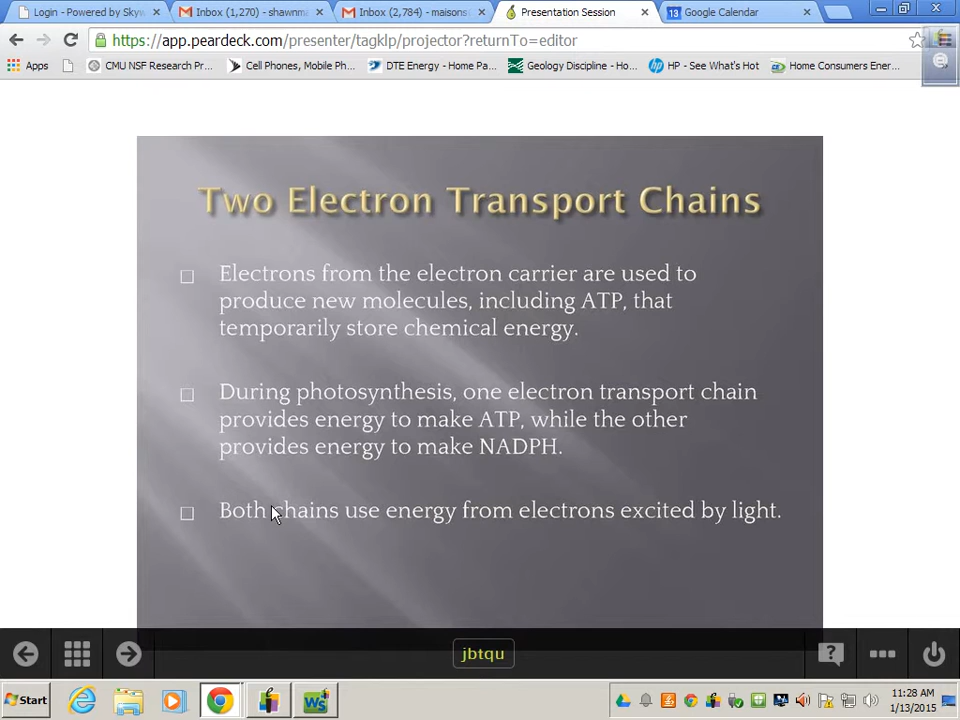 Login - Powered by Skyw
Inbox (1,270) - shawnma
Inbox (2,784) - maisons
Presentation Session
13 Google Calendar
https://app.peardeck.com/presenter/tagklp/projector?returnTo=editor
Apps
CMU NSF Research Pr...
Cell Phones, Mobile Ph...
DTE Energy - Home Pa...
Geology Discipline - Ho...
hp HP - See What's Hot
Home Consumers Ener...
Two Electron Transport Chains
Electrons from the electron carrier are used to
produce new molecules, including ATP, that
temporarily store chemical energy.
During photosynthesis, one electron transport chain
provides energy to make ATP, while the other
provides energy to make NADPH.
Both chains use energy from electrons excited by light.
jbtqu
?
Start
WS
11:28 AM
1/13/2015